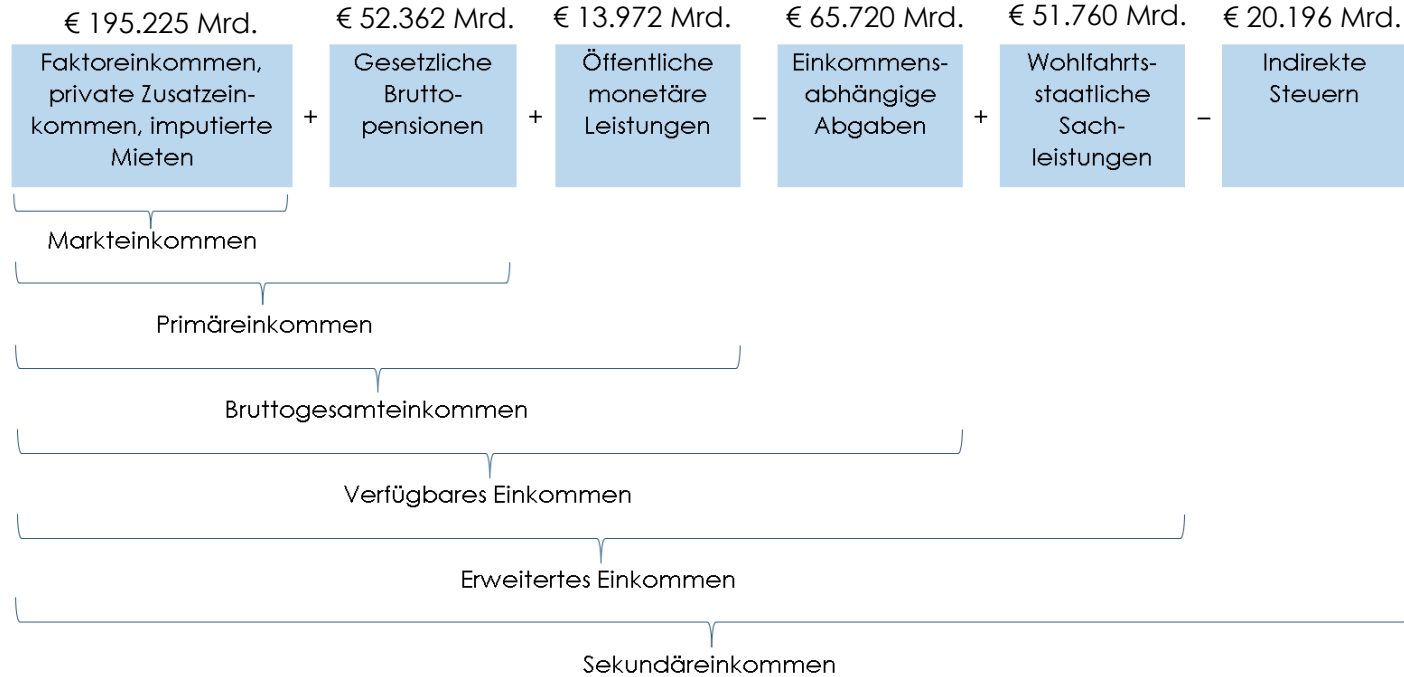 € 195.225 Mrd.
€ 52.362 Mrd.
€ 13.972 Mrd.
€ 65.720 Mrd.
€ 51.760 Mrd.
€ 20.196 Mrd.
Faktoreinkommen,
private Zusatzein-
kommen, imputierte
Mieten
+
Gesetzliche
Brutto-
pensionen
+
Öffentliche
monetäre
Leistungen
–
Einkommens-
abhängige
Abgaben
+
Wohlfahrts-
staatliche
Sach-
leistungen
–
Indirekte
Steuern
Markteinkommen
Primäreinkommen
Bruttogesamteinkommen
Verfügbares Einkommen
Erweitertes Einkommen
Sekundäreinkommen